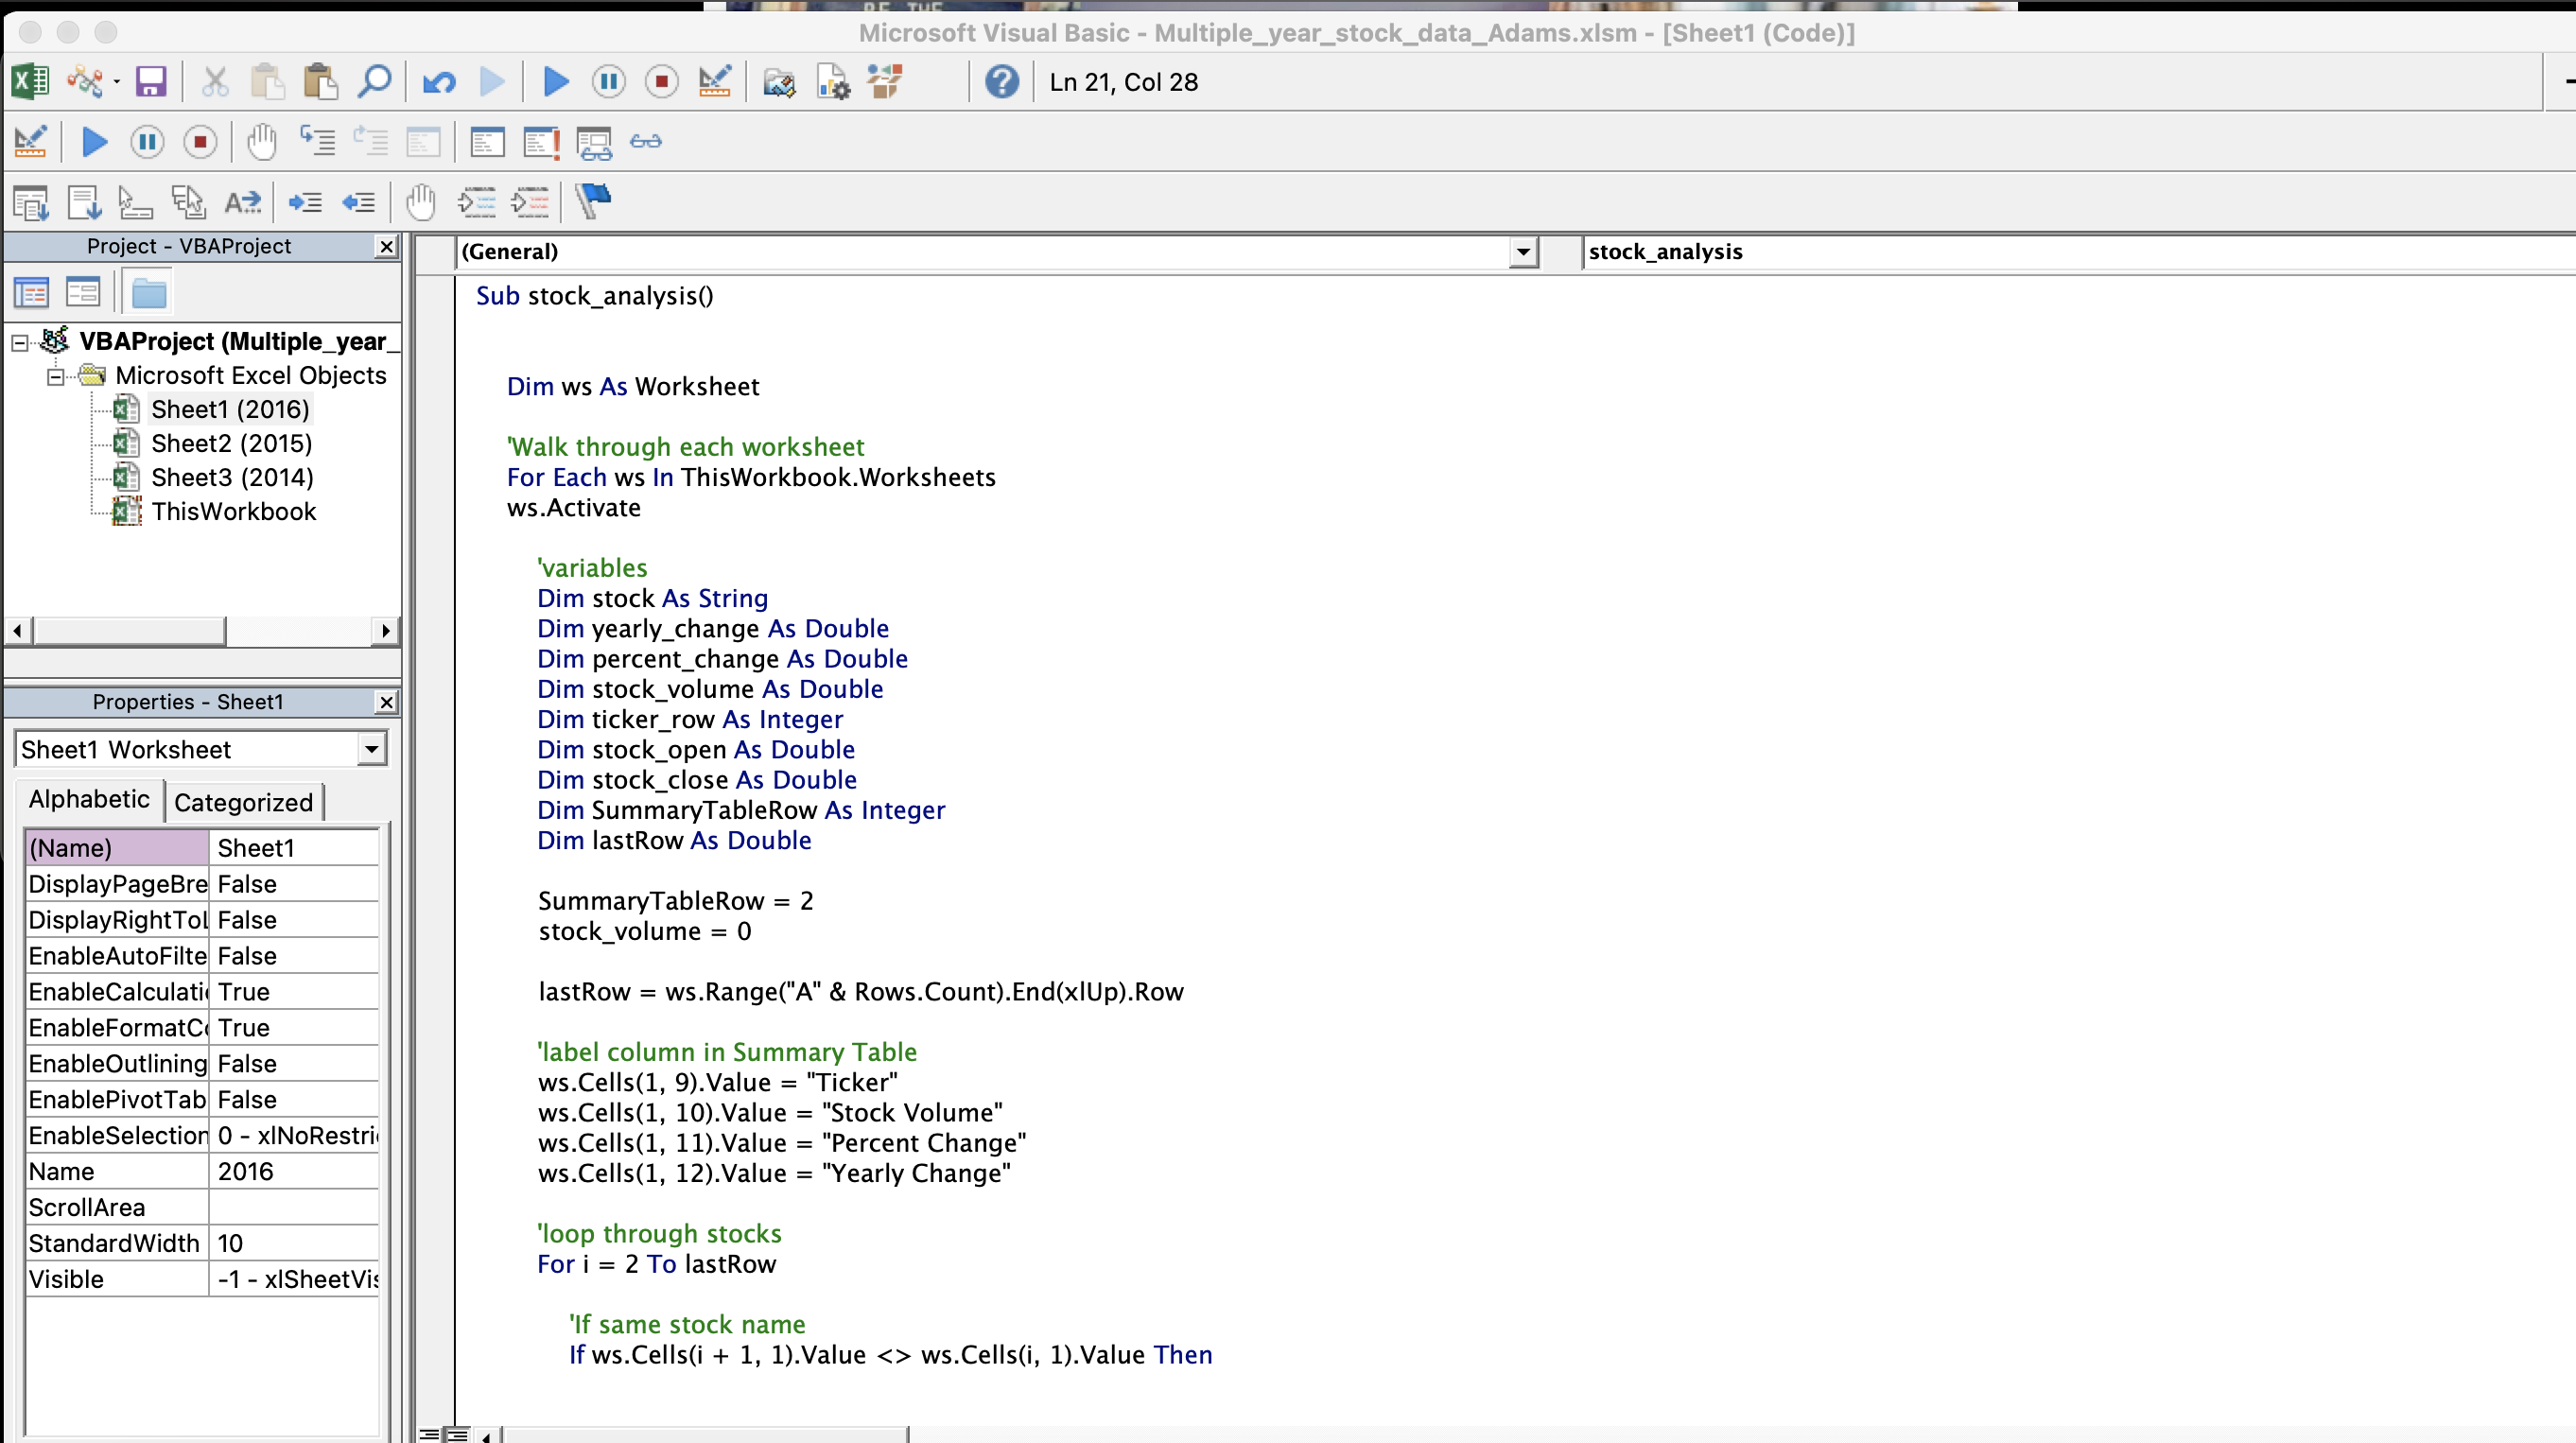 BE THE
Microsoft Visual Basic - Multiple_year_stock_data_Adams.xlsm - [Sheet1 (Code)]
Ln 21, Col 28
Project - VBAProject
VBAProject (Multiple_year_
Microsoft Excel Objects
Sheet1 (2016)
Sheet2 (2015)
Sheet3 (2014)
ThisWorkbook
Properties - Sheet1
Sheet1 Worksheet
Alphabetic Categorized
(Name) Sheet1
DisplayPageBre False
DisplayRightToL False
EnableAutoFilte False
EnableCalculati True
EnableFormatCo True
EnableOutlining False
EnablePivotTab False
EnableSelection 0 - xlNoRestri
Name 2016
ScrollArea
StandardWidth 10
Visible -1 - xlSheetVis
(General) stock_analysis
Sub stock_analysis()
Dim ws As Worksheet
'Walk through each worksheet
For Each ws In ThisWorkbook.Worksheets
ws.Activate
'variables
Dim stock As String
Dim yearly_change As Double
Dim percent_change As Double
Dim stock_volume As Double
Dim ticker_row As Integer
Dim stock_open As Double
Dim stock_close As Double
Dim SummaryTableRow As Integer
Dim lastRow As Double
SummaryTableRow = 2
stock_volume = 0
lastRow = ws.Range("A" & Rows.Count).End(xlUp).Row
'label column in Summary Table
ws.Cells(1, 9).Value = "Ticker"
ws.Cells(1, 10).Value = "Stock Volume"
ws.Cells(1, 11).Value = "Percent Change"
ws.Cells(1, 12).Value = "Yearly Change"
'loop through stocks
For i = 2 To lastRow
'If same stock name
If ws.Cells(i + 1, 1).Value <> ws.Cells(i, 1).Value Then